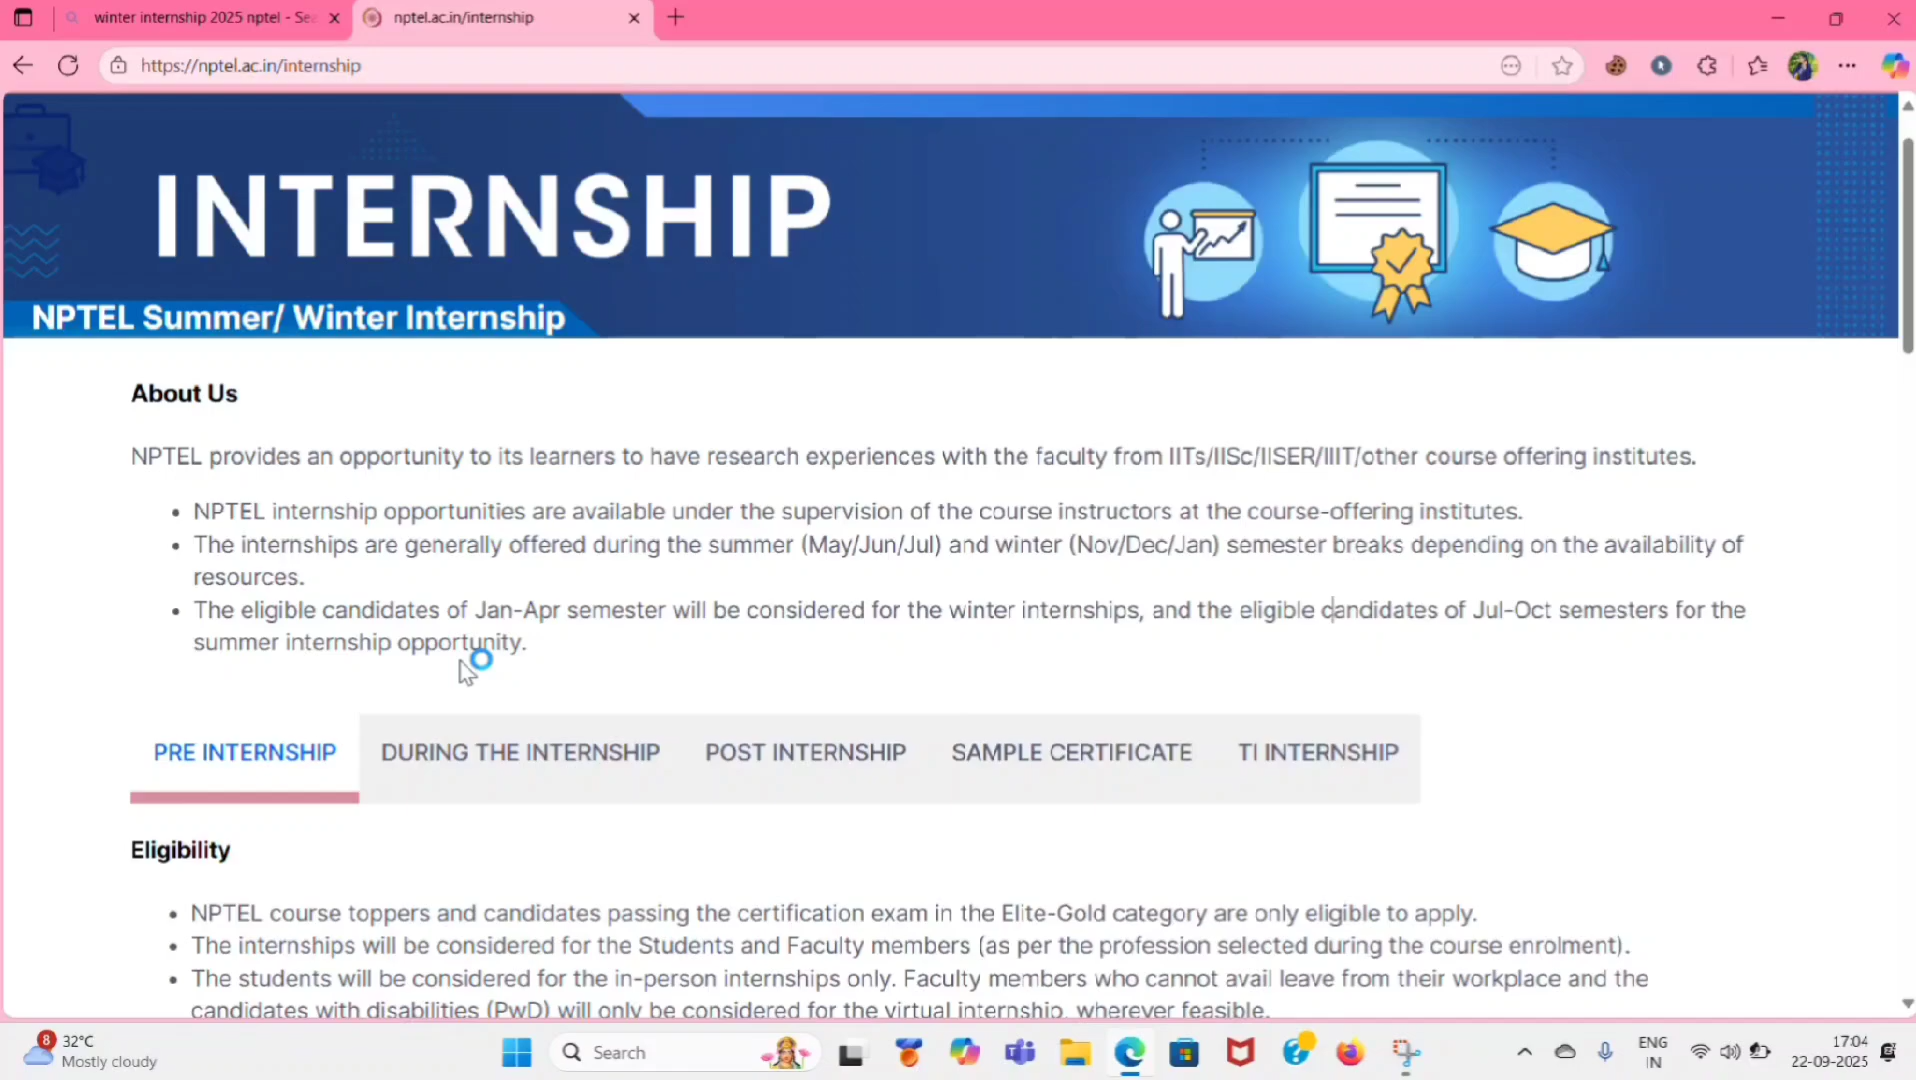 winter internship 2025 nptel - Sea
nptel.ac.in/internship
https://nptel.ac.in/internship
INTERNSHIP
NPTEL Summer/ Winter Internship
About Us
NPTEL provides an opportunity to its learners to have research experiences with the faculty from IITs/IISc/IISER/IIIT/other course offering institutes.
• NPTEL internship opportunities are available under the supervision of the course instructors at the course-offering institutes.
• The internships are generally offered during the summer (May/Jun/Jul) and winter (Nov/Dec/Jan) semester breaks depending on the availability of
resources.
• The eligible candidates of Jan-Apr semester will be considered for the winter internships, and the eligible candidates of Jul-Oct semesters for the
summer internship opportunity.
PRE INTERNSHIP DURING THE INTERNSHIP POST INTERNSHIP SAMPLE CERTIFICATE TI INTERNSHIP
Eligibility
• NPTEL course toppers and candidates passing the certification exam in the Elite-Gold category are only eligible to apply.
• The internships will be considered for the Students and Faculty members (as per the profession selected during the course enrolment).
• The students will be considered for the in-person internships only. Faculty members who cannot avail leave from their workplace and the
candidates with disabilities (PwD) will only be considered for the virtual internship, wherever feasible.
8
32°C
Mostly cloudy
Search
ENG
IN
17:04
22-09-2025